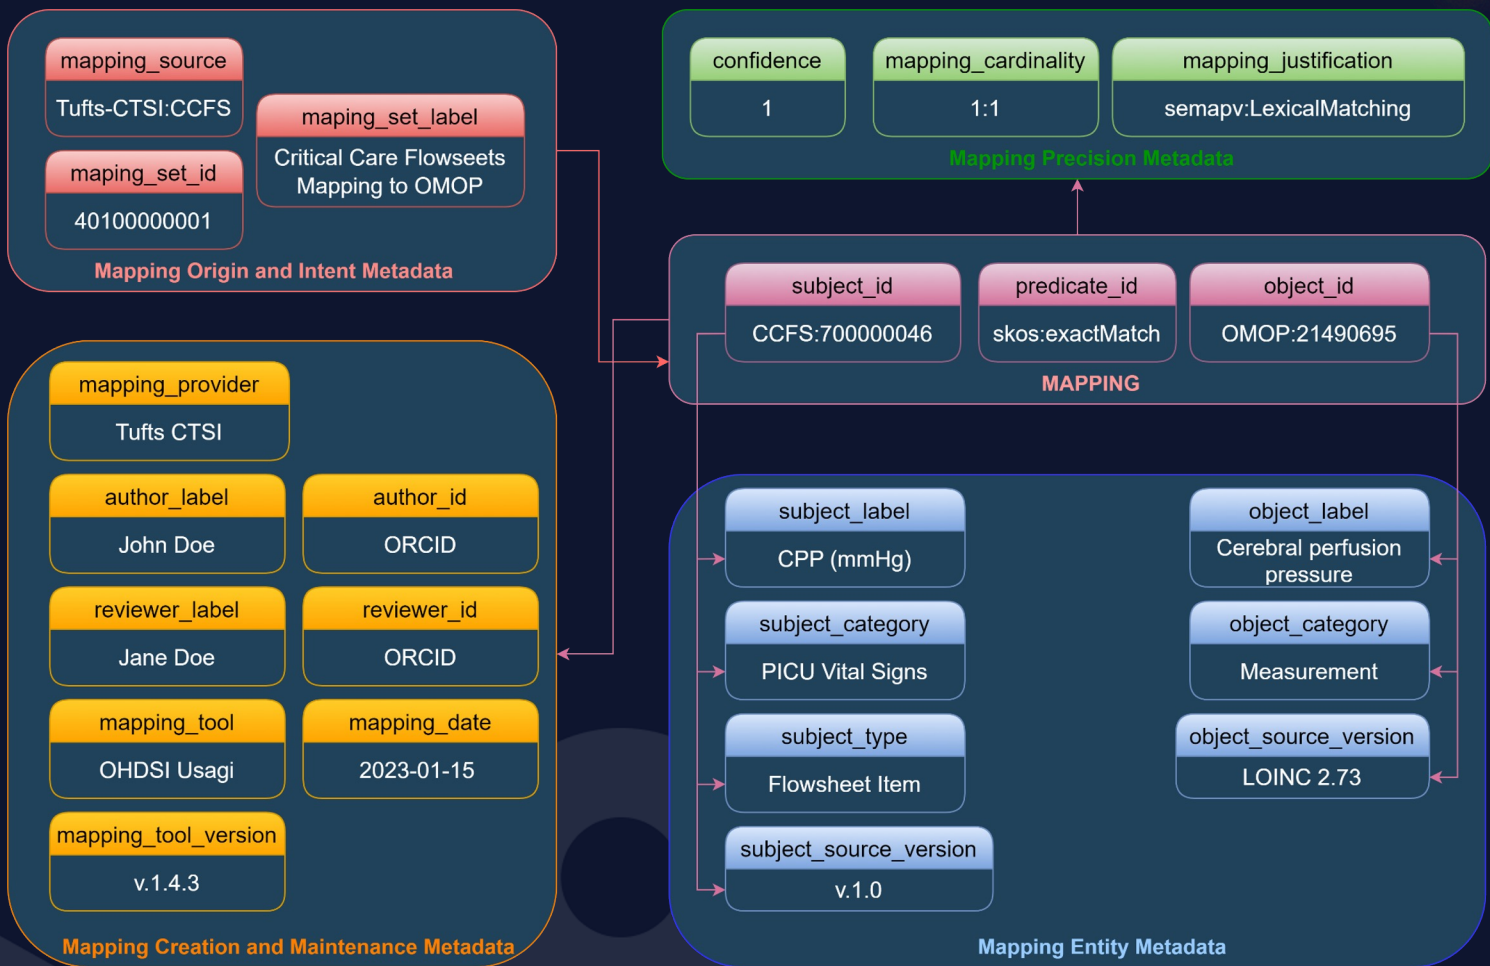 mapping_source
Tufts-CTSI:CCFS
maping_set_label
Critical Care Flowseets
Mapping to OMOP
maping_set_id
40100000001
Mapping Origin and Intent Metadata
confidence
1
mapping_cardinality
1:1
mapping_justification
semapv:LexicalMatching
Mapping Precision Metadata
subject_id
CCFS:700000046
predicate_id
skos:exactMatch
object_id
OMOP:21490695
MAPPING
mapping_provider
Tufts CTSI
author_label
John Doe
author_id
ORCID
reviewer_label
Jane Doe
reviewer_id
ORCID
mapping_tool
OHDSI Usagi
mapping_date
2023-01-15
mapping_tool_version
v.1.4.3
Mapping Creation and Maintenance Metadata
subject_label
CPP (mmHg)
subject_category
PICU Vital Signs
subject_type
Flowsheet Item
subject_source_version
v.1.0
object_label
Cerebral perfusion
pressure
object_category
Measurement
object_source_version
LOINC 2.73
Mapping Entity Metadata